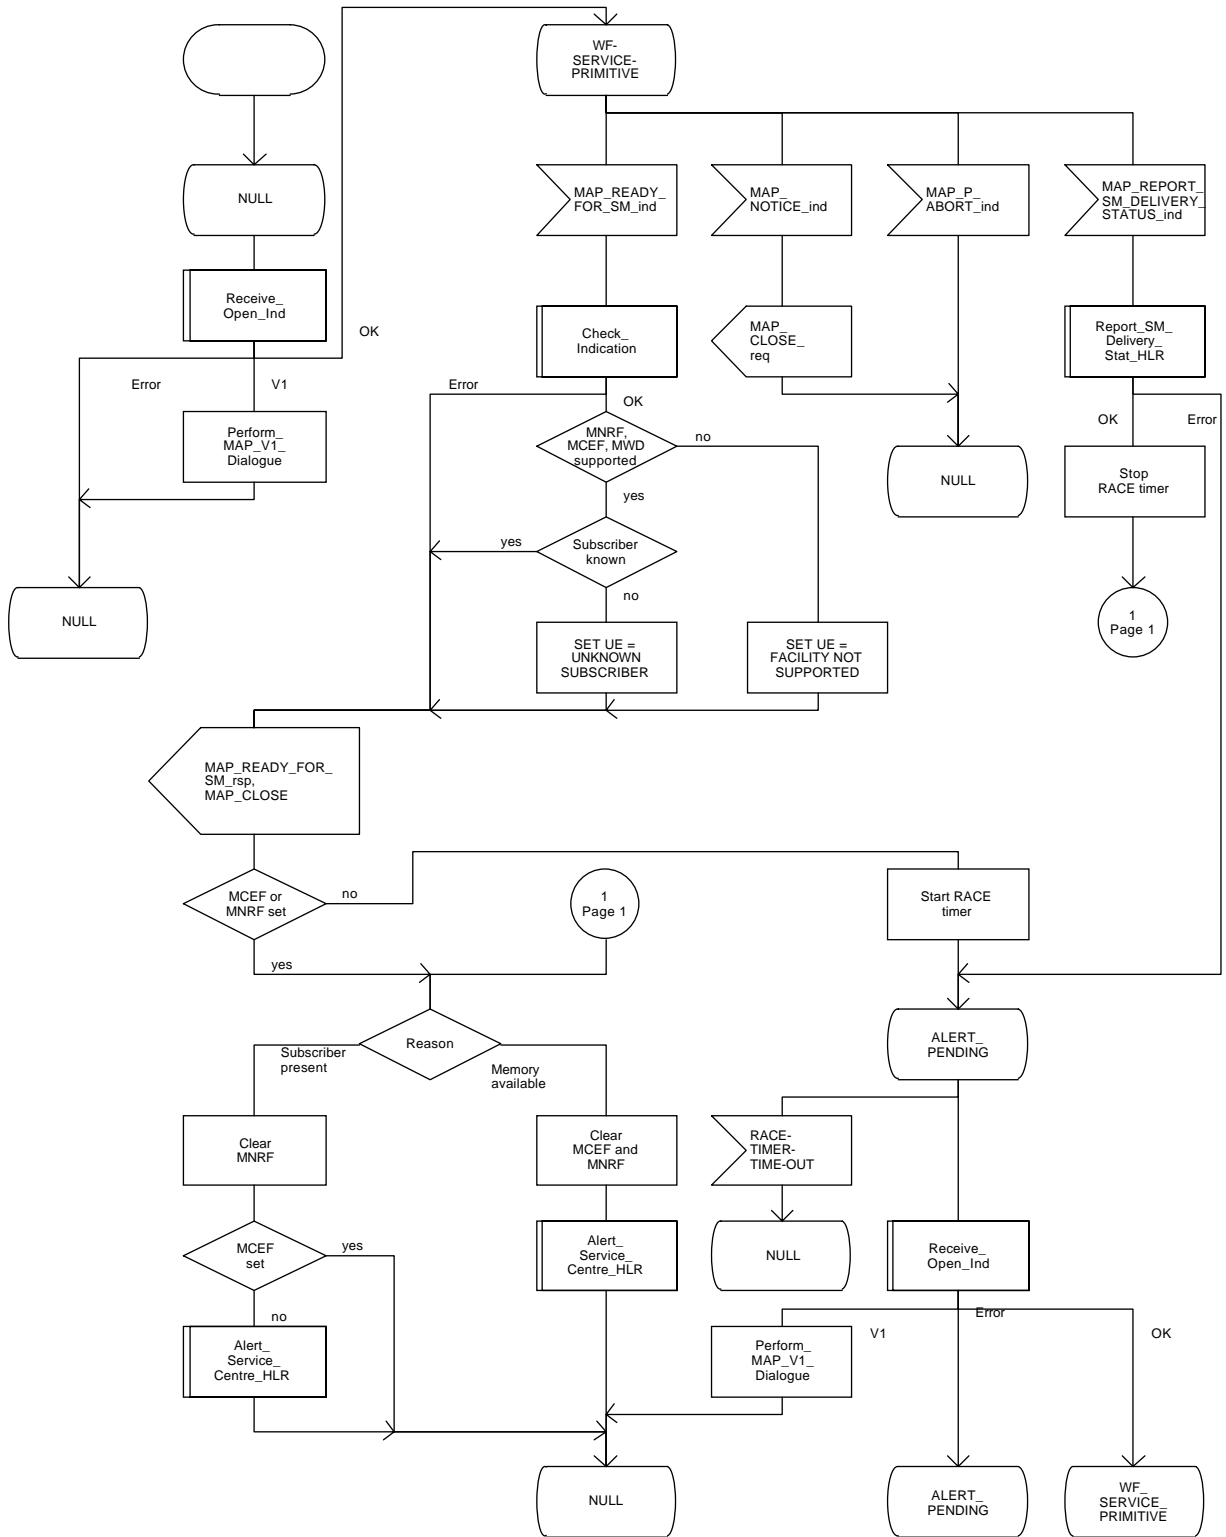 WF-
SERVICE-
PRIMITIVE
NULL
MAP_READY_
FOR_SM_ind
MAP_
NOTICE_ind
MAP_P_
ABORT_ind
MAP_REPORT_
SM_DELIVERY_
STATUS_ind
Receive_
Open_Ind
OK
Error
V1
Perform_
MAP_V1_
Dialogue
NULL
Check_
Indication
Error
OK
MAP_
CLOSE_
req
Report_SM_
Delivery_
Stat_HLR
OK
Error
MNRF,
MCEF, MWD
supported
no
yes
NULL
Stop
RACE timer
yes
Subscriber
known
no
1
Page 1
SET UE =
UNKNOWN
SUBSCRIBER
SET UE =
FACILITY NOT
SUPPORTED
MAP_READY_FOR_
SM_rsp,
MAP_CLOSE
MCEF or
MNRF set
no
yes
1
Page 1
Start RACE
timer
Reason
Subscriber
present
Memory
available
ALERT_
PENDING
Clear
MNRF
Clear
MCEF and
MNRF
RACE-
TIMER-
TIME-OUT
MCEF
set
yes
no
Alert_
Service_
Centre_HLR
NULL
Receive_
Open_Ind
Alert_
Service_
Centre_HLR
V1
Error
OK
Perform_
MAP_V1_
Dialogue
NULL
ALERT_
PENDING
WF_
SERVICE_
PRIMITIVE